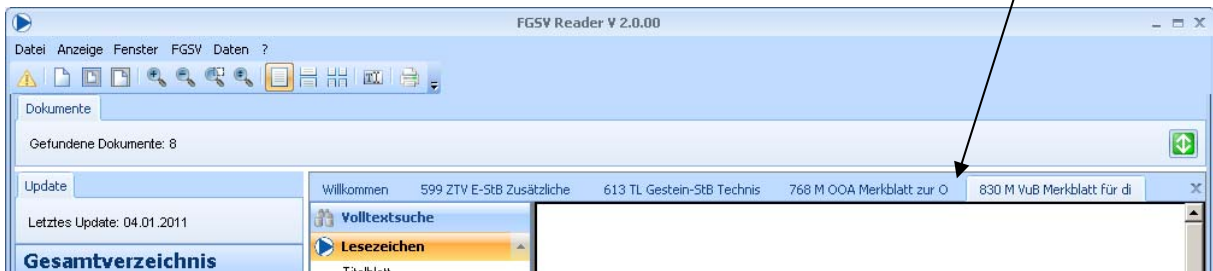 FGSV Reader V 2.0.00
Datei Anzeige Fenster FGSV Daten ?
Dokumente
Gefundene Dokumente: 8
Update
Letztes Update: 04.01.2011
Gesamtverzeichnis
Willkommen 599 ZTV E-StB Zusätzliche 613 TL Gestein-StB Technis 768 M OOA Merkblatt zur O 830 M VuB Merkblatt für di
Volltextsuche
Lesezeichen
Titelblatt